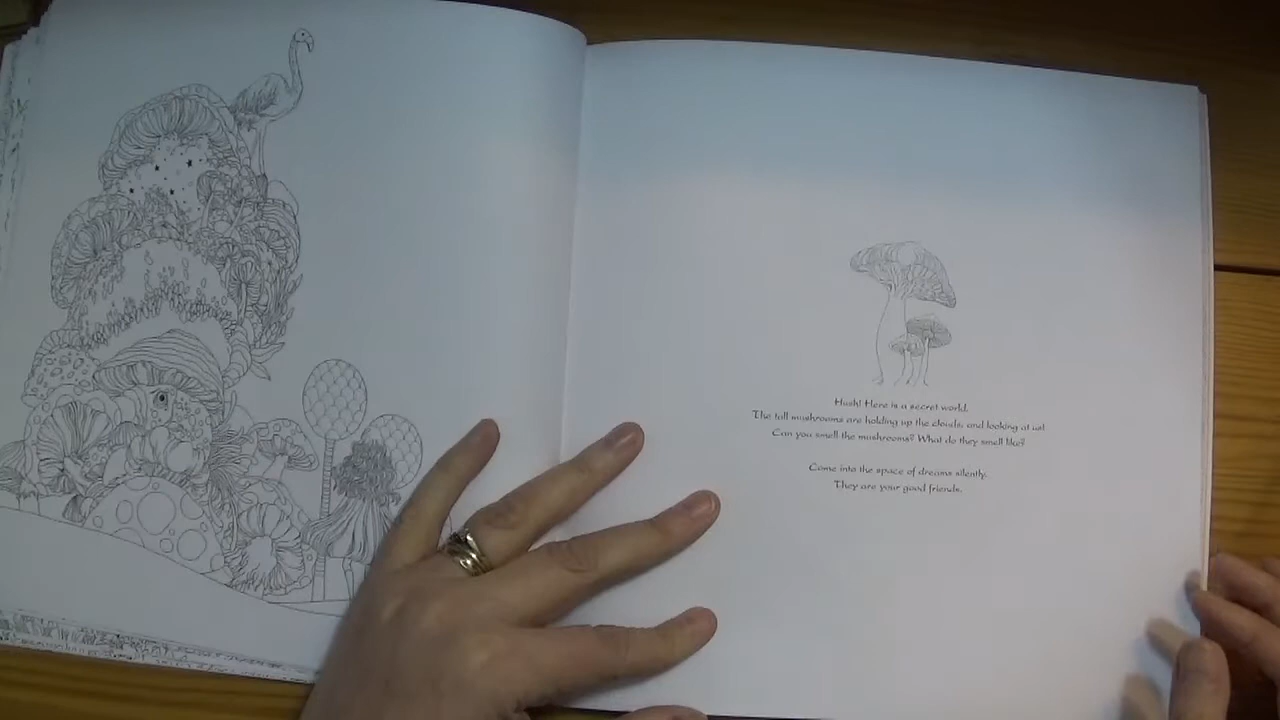 Hush! Here is a secret world.
The tall mushrooms are holding up the clouds, and looking at us!
Can you smell the mushrooms? What do they smell like?
Come into the space of dreams silently.
They are your good friends.